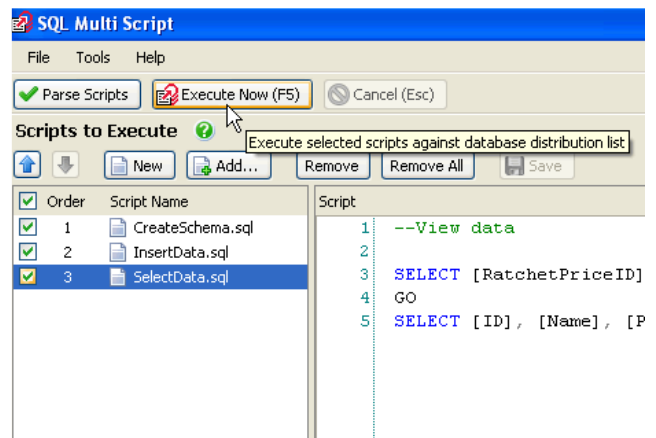 SQL Multi Script
File Tools Help
Parse Scripts Execute Now (F5) Cancel (Esc)
Scripts to Execute
Execute selected scripts against database distribution list
New Add... Remove Remove All Save
Order Script Name Script
1 CreateSchema.sql
2 InsertData.sql
3 SelectData.sql
1 --View data
2
3 SELECT [RatchetPriceID]
4 GO
5 SELECT [ID], [Name], [P